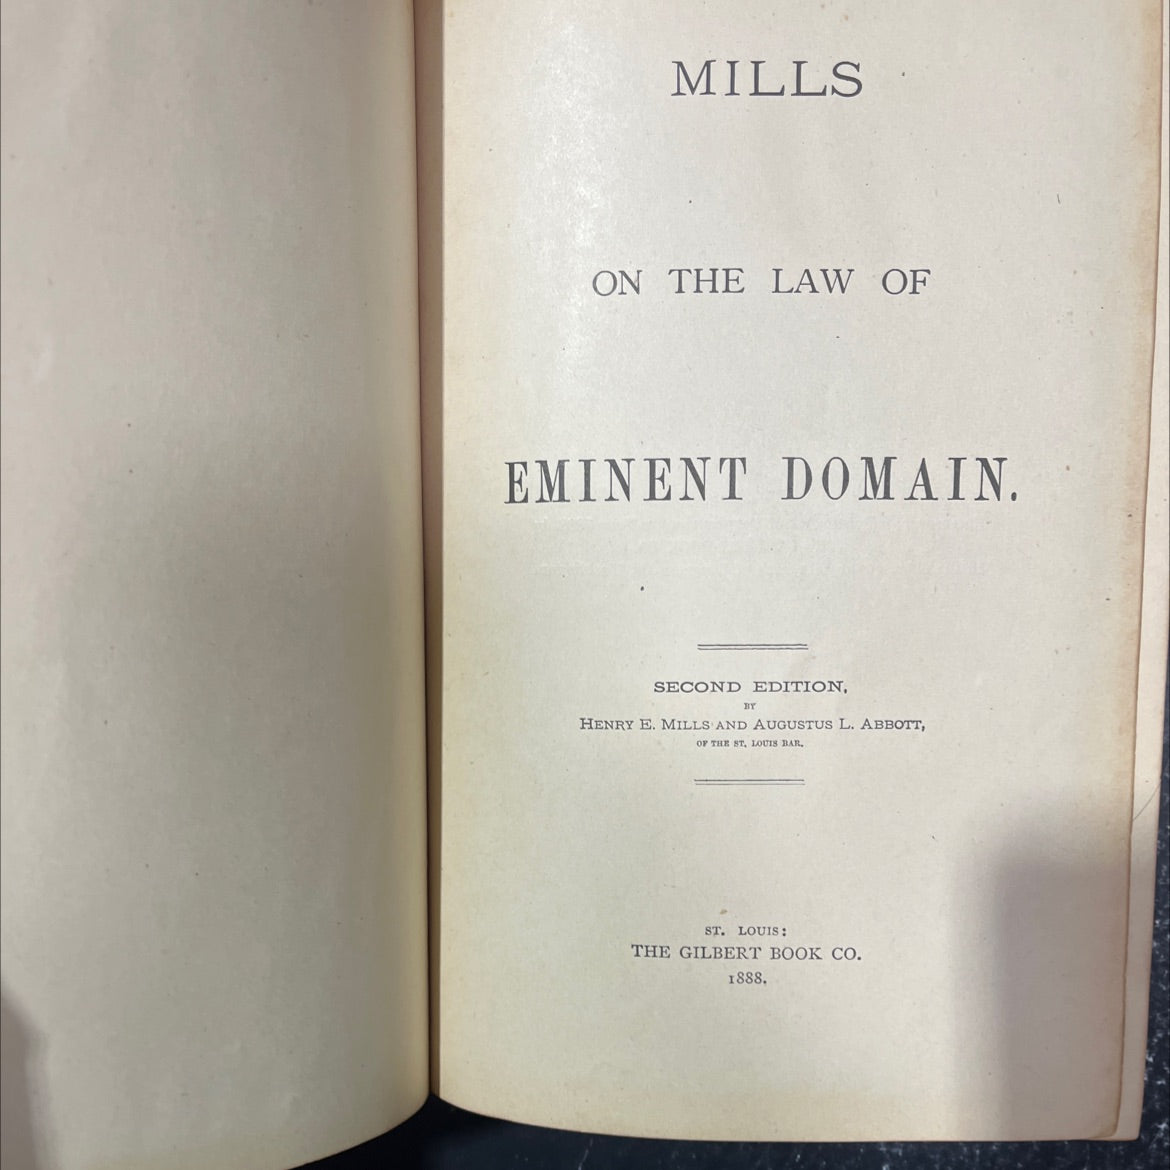 MILLS
ON THE LAW OF
EMINENT DOMAIN.
SECOND EDITION,
BY
HENRY E. MILLS AND AUGUSTUS L. ABBOTT,
OF THE ST. LOUIS BAR.
ST. LOUIS:
THE GILBERT BOOK CO.
1888.